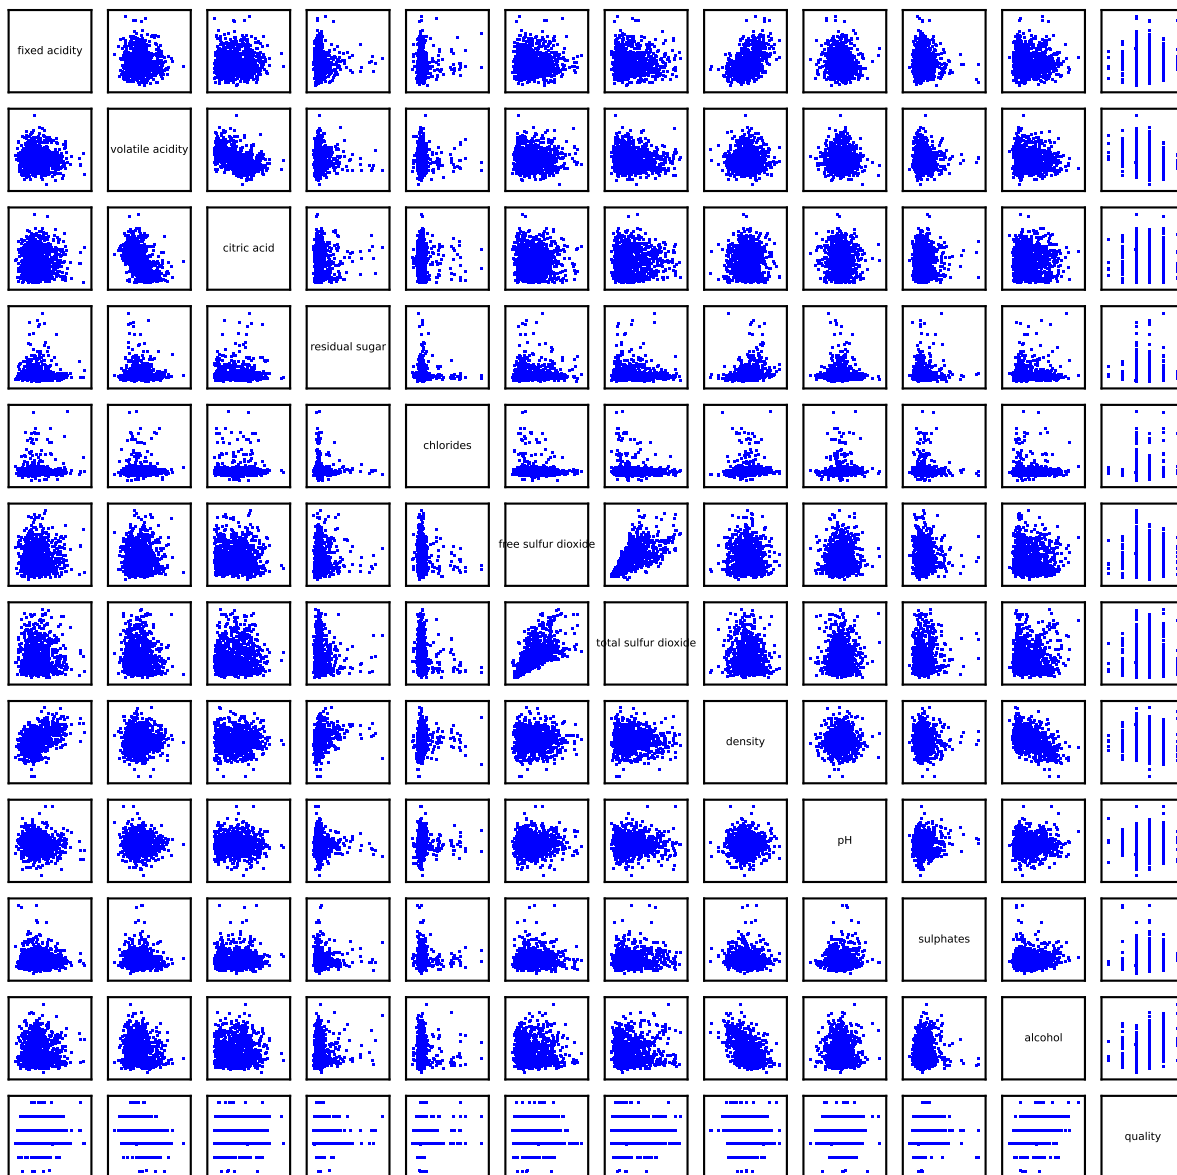 fixed acidity
volatile acidity
citric acid
residual sugar
chlorides
free sulfur dioxide
total sulfur dioxide
density
pH
sulphates
alcohol
quality